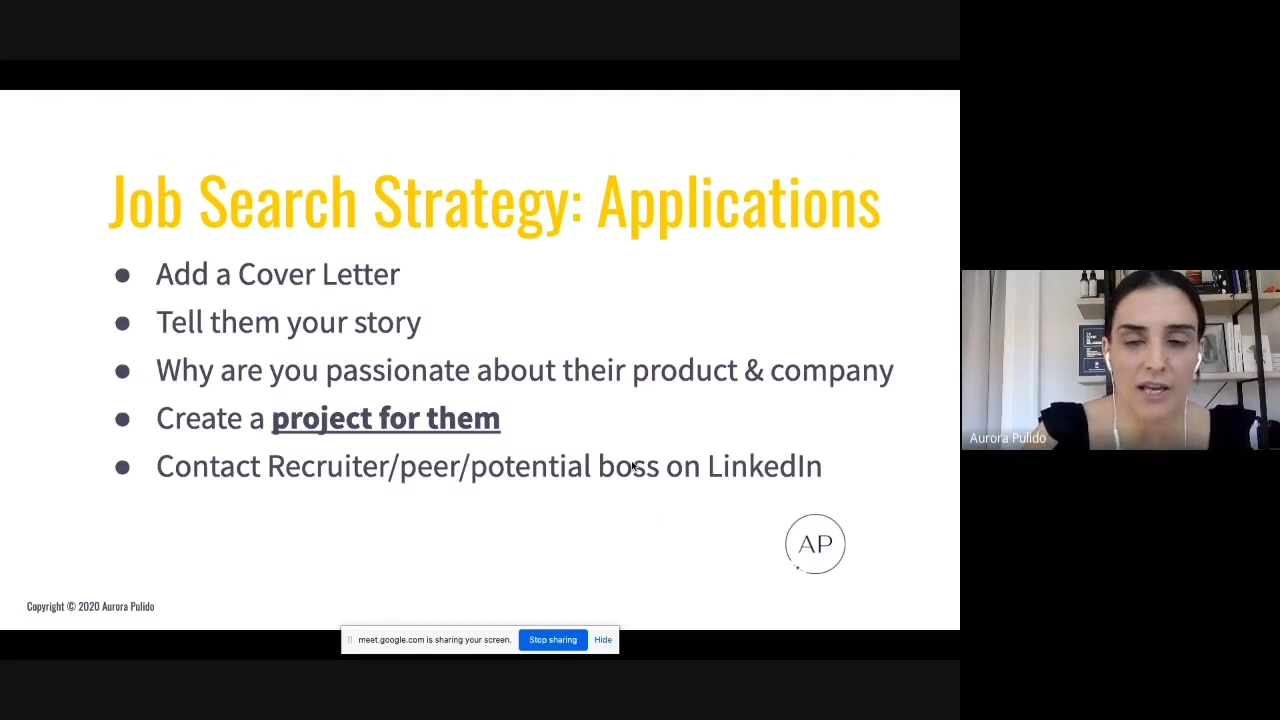 Job Search Strategy: Applications
● Add a Cover Letter
● Tell them your story
● Why are you passionate about their product & company
● Create a project for them
● Contact Recruiter/peer/potential boss on LinkedIn
AP
Copyright © 2020 Aurora Pulido
meet.google.com is sharing your screen. Stop sharing Hide
Aurora Pulido